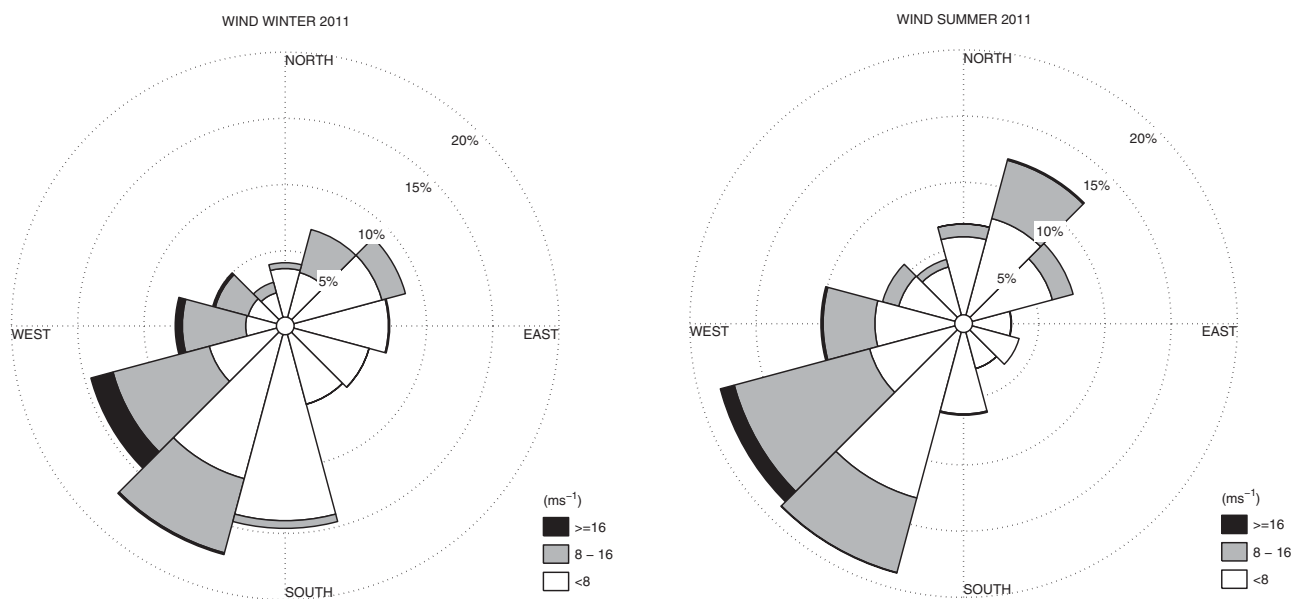 WIND WINTER 2011
NORTH
20%
15%
10%
5%
WEST
EAST
SOUTH
(ms⁻¹)
>=16
8 – 16
<8
WIND SUMMER 2011
NORTH
20%
15%
10%
5%
WEST
EAST
SOUTH
(ms⁻¹)
>=16
8 – 16
<8